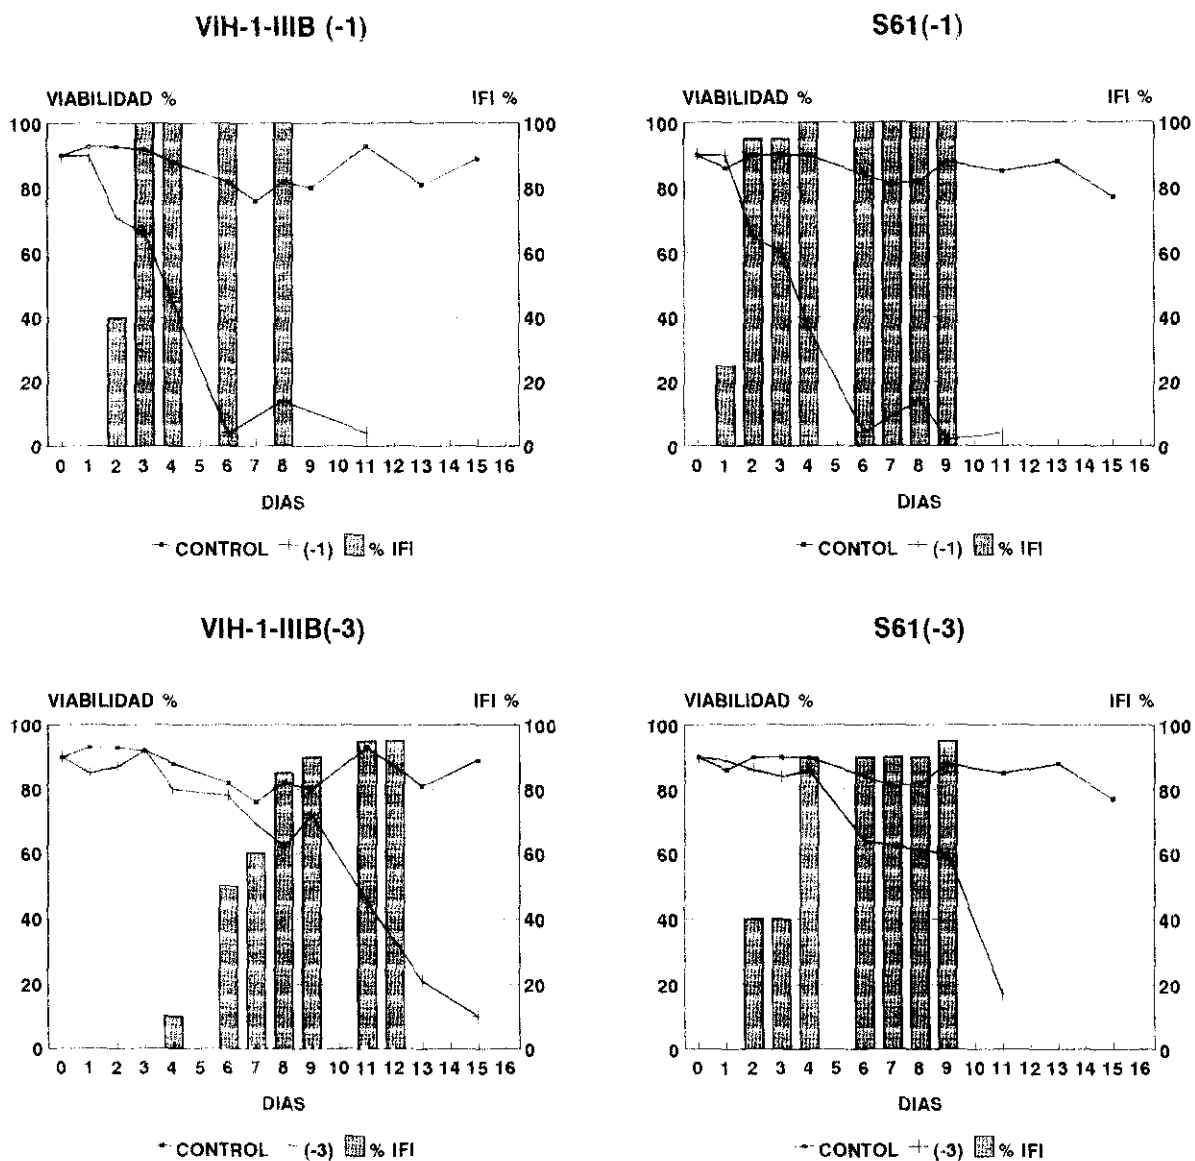 VIH-1-IIIB (-1)
VIABILIDAD % IFI %
100 100
80 80
60 60
40 40
20 20
0 0
0 1 2 3 4 5 6 7 8 9 10 11 12 13 14 15 16
DIAS
CONTROL (-1) % IFI
S61(-1)
VIABILIDAD % IFI %
100 100
80 80
60 60
40 40
20 20
0 0
0 1 2 3 4 5 6 7 8 9 10 11 12 13 14 15 16
DIAS
CONTOL (-1) % IFI
VIH-1-IIIB(-3)
VIABILIDAD % IFI %
100 100
80 80
60 60
40 40
20 20
0 0
0 1 2 3 4 5 6 7 8 9 10 11 12 13 14 15 16
DIAS
CONTROL (-3) % IFI
S61(-3)
VIABILIDAD % IFI %
100 100
80 80
60 60
40 40
20 20
0 0
0 1 2 3 4 5 6 7 8 9 10 11 12 13 14 15 16
DIAS
CONTOL (-3) % IFI